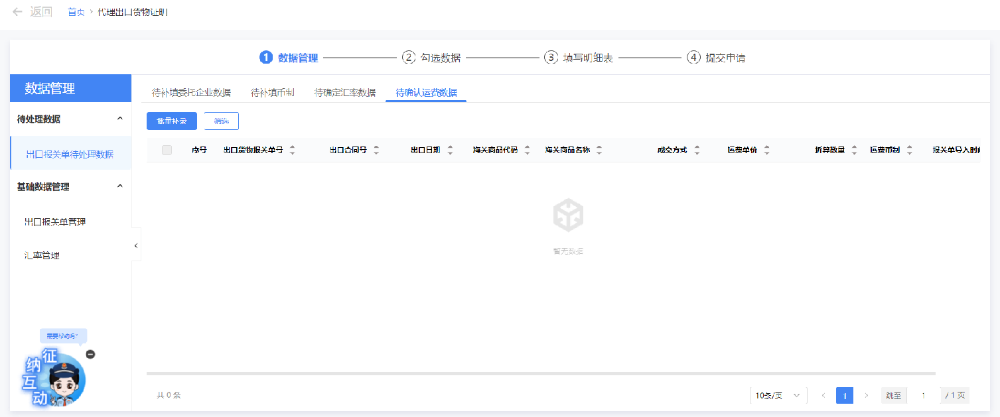 返回 首页 > 代理出口货物证明
1 数据管理 2 勾选数据 3 填写明细表 4 提交申请
数据管理
待处理数据
出口报关单待处理数据
基础数据管理
出口报关单管理
汇率管理
待补填委托企业数据 待补填币制 待确定汇率数据 待确认运费数据
批量补录 筛选
序号 出口货物报关单号 出口合同号 出口日期 海关商品代码 海关商品名称 成交方式 运费单价 折算数量 运费币制 报关单导入时间
暂无数据
需要帮助吗?
征纳互动
共 0 条 10条/页 < 1 > 跳至 1 / 1 页